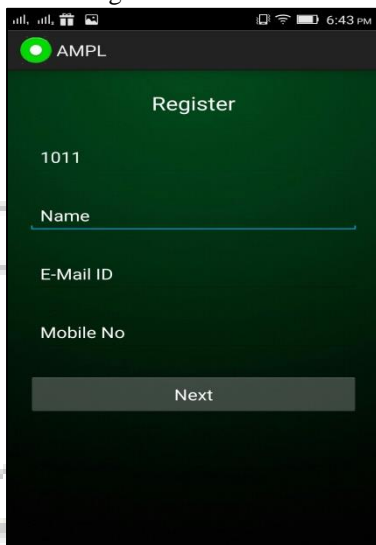 6:43 PM
AMPL
Register
1011
Name
E-Mail ID
Mobile No
Next